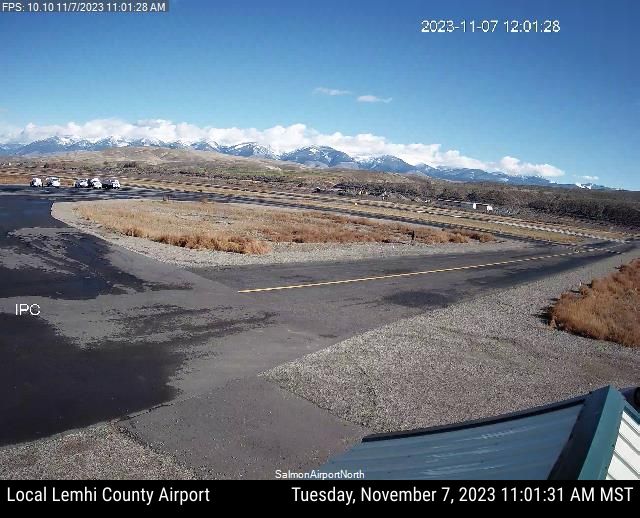 FPS: 10.10 11/7/2023 11:01:28 AM
2023-11-07 12:01:28
IPC
SalmonAirportNorth
Local Lemhi County Airport Tuesday, November 7, 2023 11:01:31 AM MST